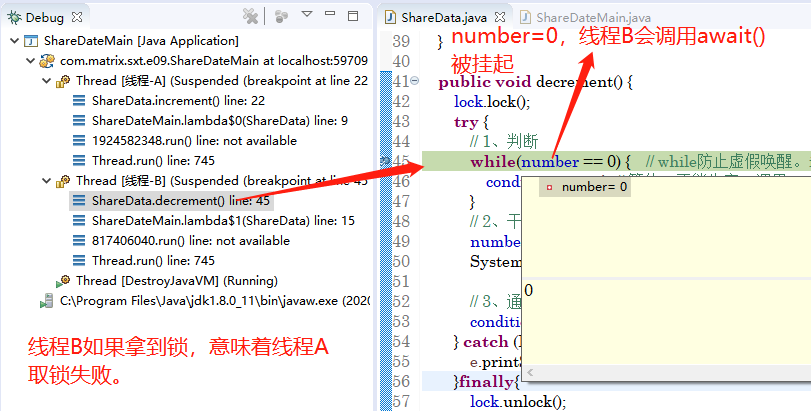 Debug
ShareDateMain [Java Application]
com.matrix.sxt.e09.ShareDateMain at localhost:59709
Thread [线程-A] (Suspended (breakpoint at line 22
ShareData.increment() line: 22
ShareDateMain.lambda$0(ShareData) line: 9
1924582348.run() line: not available
Thread.run() line: 745
Thread [线程-B] (Suspended (breakpoint at line 45
ShareData.decrement() line: 45
ShareDateMain.lambda$1(ShareData) line: 15
817406040.run() line: not available
Thread.run() line: 745
Thread [DestroyJavaVM] (Running)
C:\Program Files\Java\jdk1.8.0_11\bin\javaw.exe (202
线程B如果拿到锁，意味着线程A
取锁失败。
ShareData.java
ShareDateMain.java
number=0，线程B会调用await()
被挂起
39 }
40
41 public void decrement() {
42 lock.lock();
43 try {
44 // 1、判断
45 while(number == 0) { // while防止虚假唤醒。
46 cond
47 }
48 // 2、干
49 numbe
50 System
51
52 // 3、通
53 conditi
54 } catch (I
55 e.printS
56 }finally{
57 lock.unlock();
number= 0
0